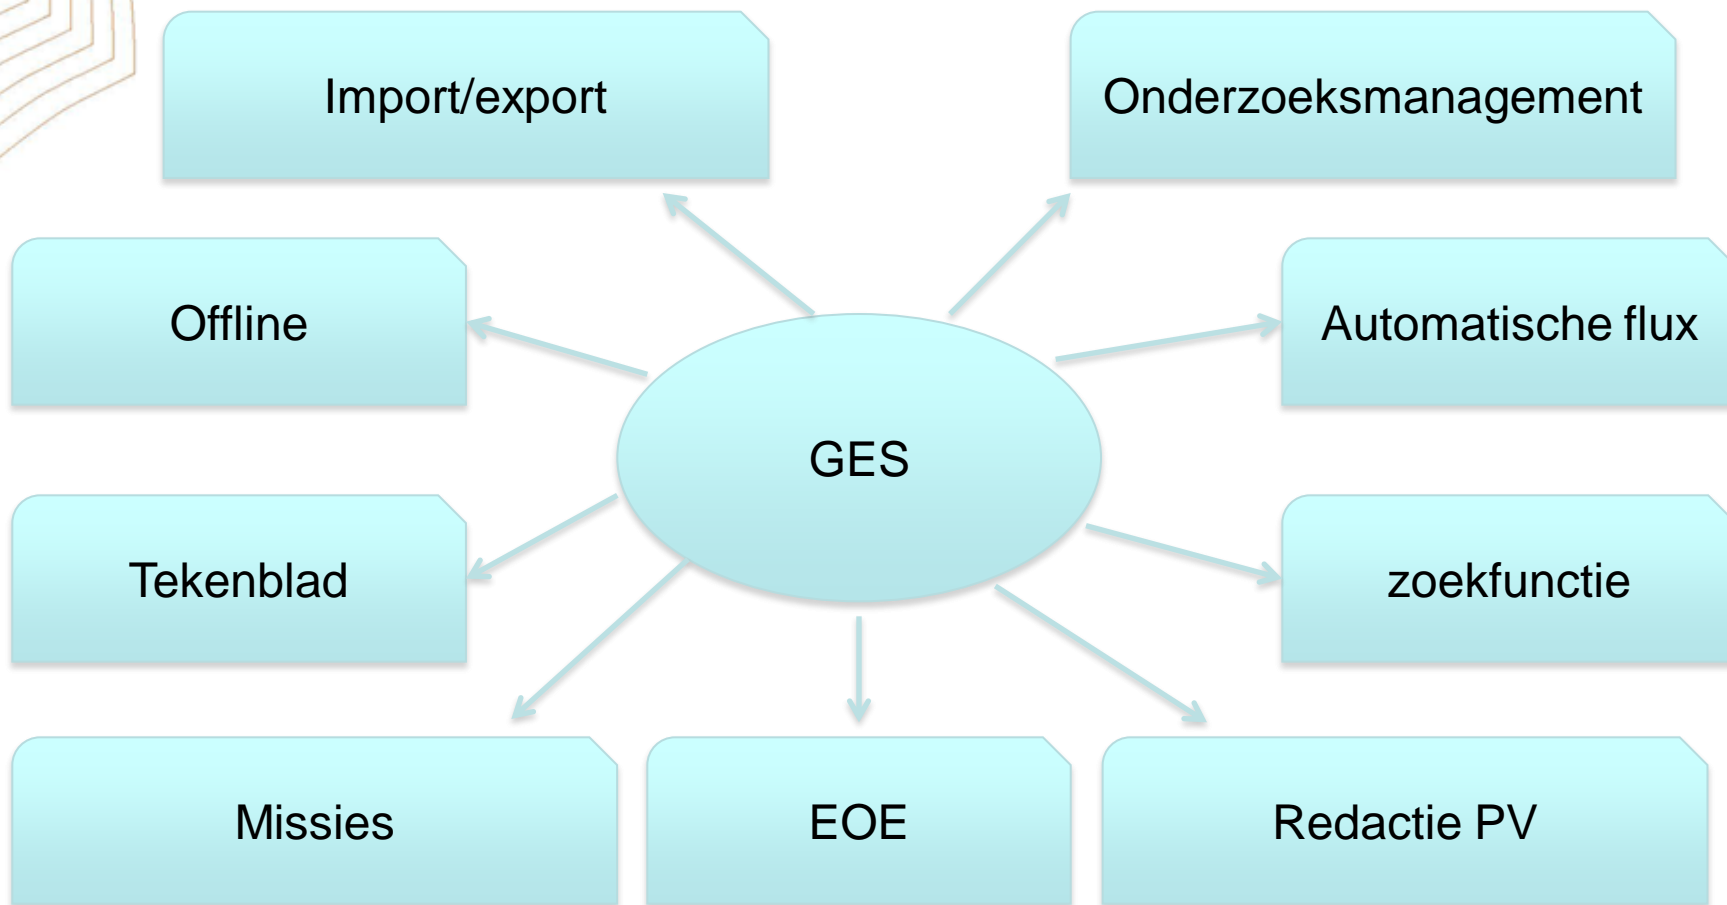 Import/export
Onderzoeksmanagement
Offline
Automatische flux
GES
Tekenblad
zoekfunctie
Missies
EOE
Redactie PV